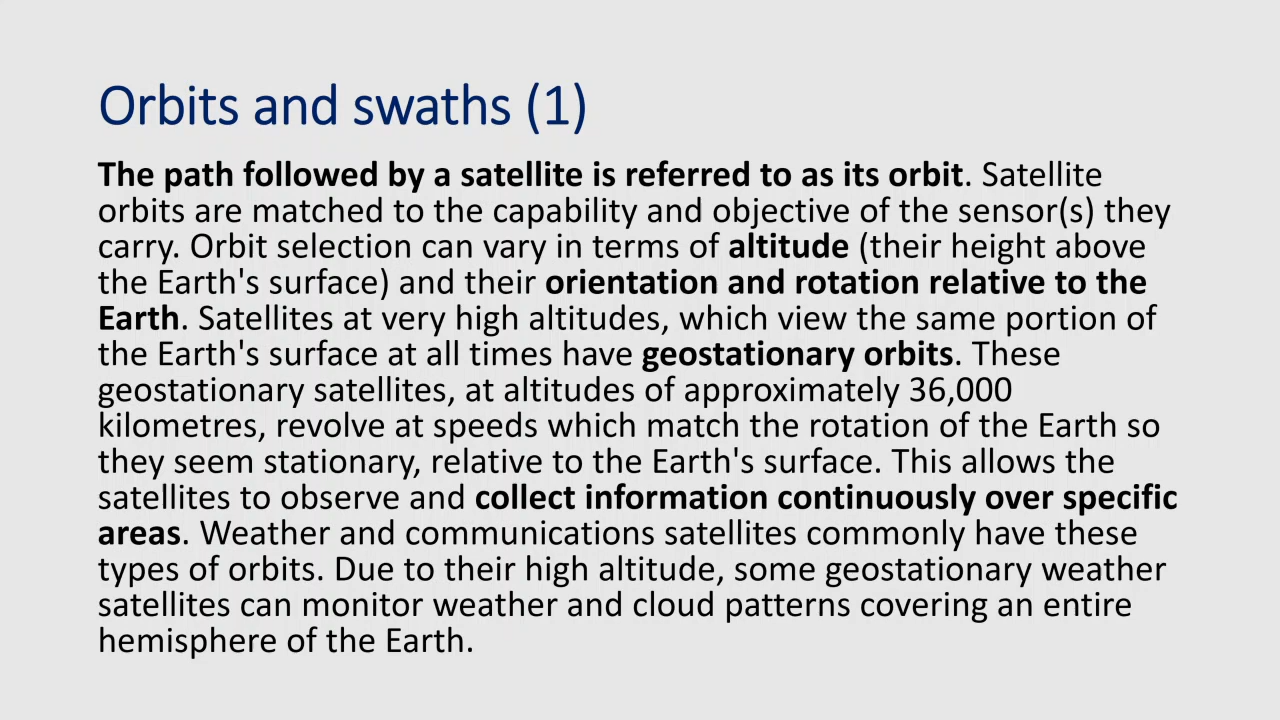 Orbits and swaths (1)
The path followed by a satellite is referred to as its orbit. Satellite
orbits are matched to the capability and objective of the sensor(s) they
carry. Orbit selection can vary in terms of altitude (their height above
the Earth's surface) and their orientation and rotation relative to the
Earth. Satellites at very high altitudes, which view the same portion of
the Earth's surface at all times have geostationary orbits. These
geostationary satellites, at altitudes of approximately 36,000
kilometres, revolve at speeds which match the rotation of the Earth so
they seem stationary, relative to the Earth's surface. This allows the
satellites to observe and collect information continuously over specific
areas. Weather and communications satellites commonly have these
types of orbits. Due to their high altitude, some geostationary weather
satellites can monitor weather and cloud patterns covering an entire
hemisphere of the Earth.